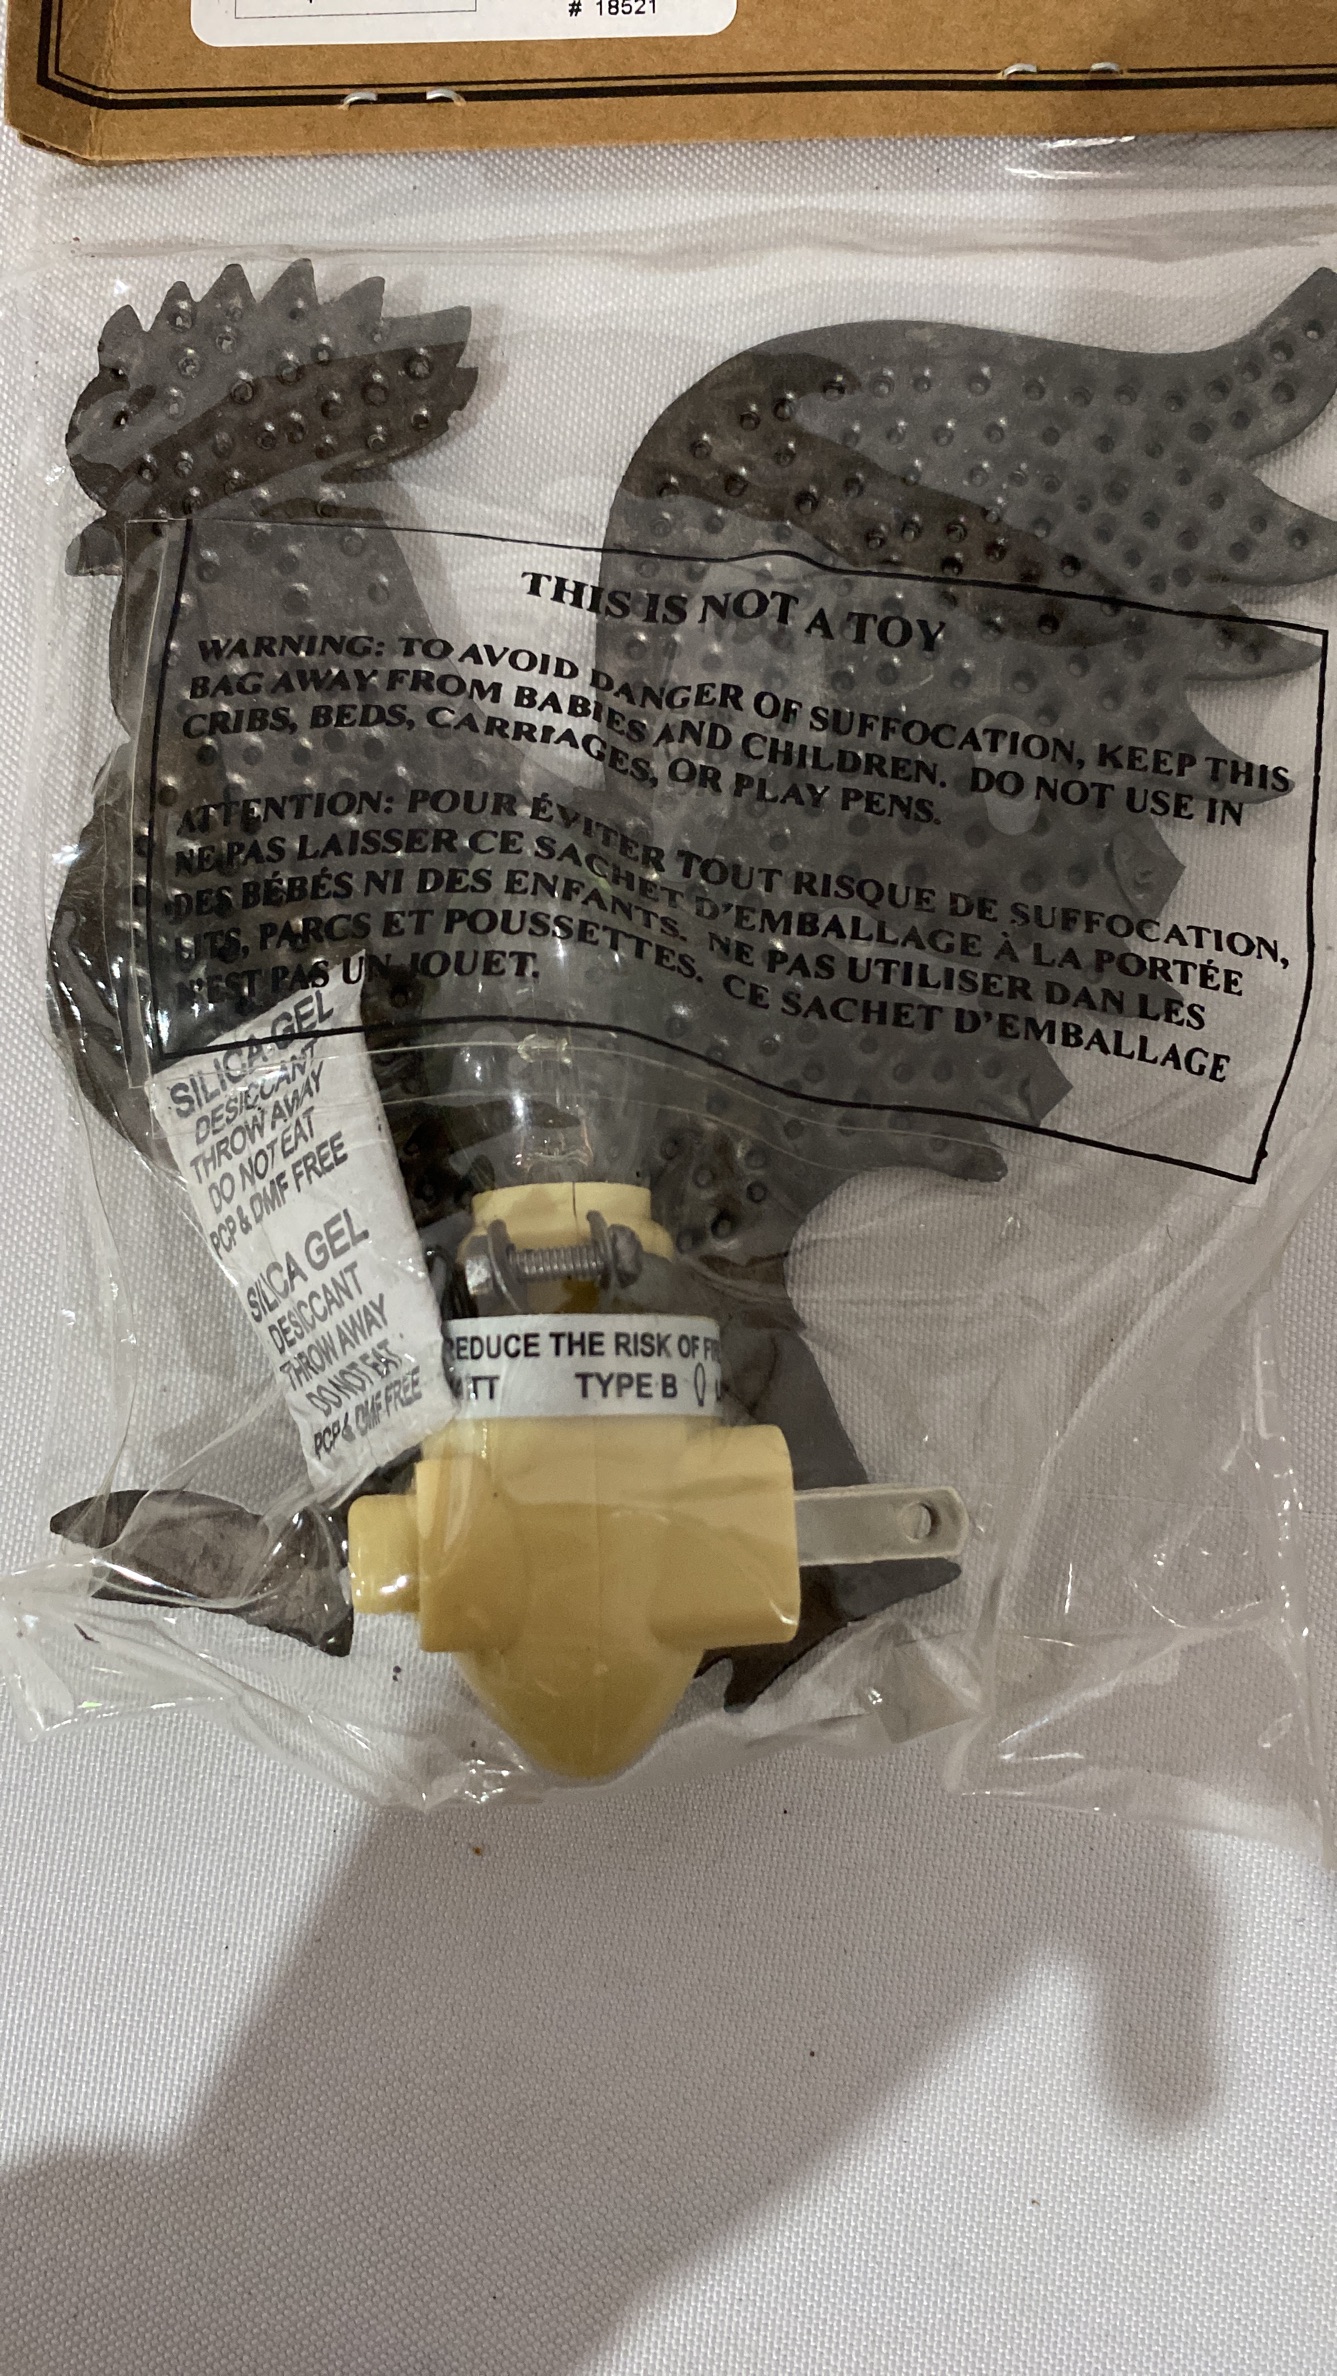 # 18521
THIS IS NOT A TOY
WARNING: TO AVOID DANGER OF SUFFOCATION, KEEP THIS
BAG AWAY FROM BABIES AND CHILDREN. DO NOT USE IN
CRIBS, BEDS, CARRIAGES, OR PLAY PENS.
ATTENTION: POUR ÉVITER TOUT RISQUE DE SUFFOCATION,
NE PAS LAISSER CE SACHET D'EMBALLAGE À LA PORTÉE
DES BÉBÉS NI DES ENFANTS. NE PAS UTILISER DAN LES
LITS, PARCS ET POUSSETTES. CE SACHET D'EMBALLAGE
N'EST PAS UN JOUET.
SILICA GEL
DESICCANT
THROW AWAY
DO NOT EAT
PCP & DMF FREE
SILICA GEL
DESICCANT
THROW AWAY
DO NOT EAT
PCP & DMF FREE
REDUCE THE RISK OF
TYPE B